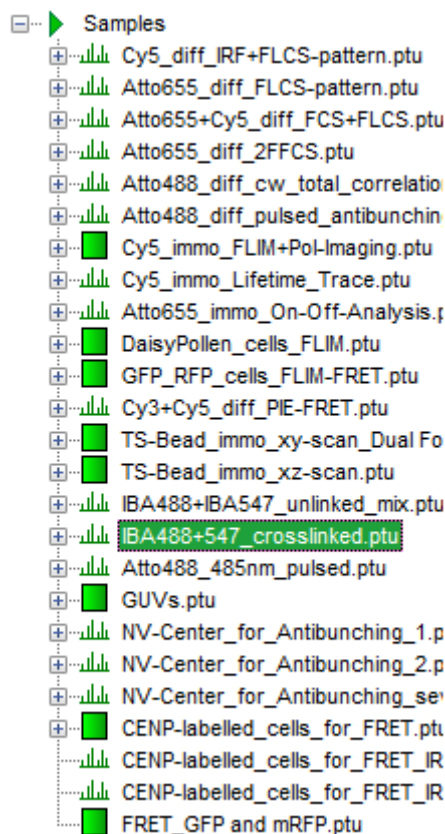 Samples
Cy5_diff_IRF+FLCS-pattern.ptu
Atto655_diff_FLCS-pattern.ptu
Atto655+Cy5_diff_FCS+FLCS.ptu
Atto655_diff_2FFCS.ptu
Atto488_diff_cw_total_correlatio
Atto488_diff_pulsed_antibunchin
Cy5_immo_FLIM+Pol-Imaging.ptu
Cy5_immo_Lifetime_Trace.ptu
Atto655_immo_On-Off-Analysis.p
DaisyPollen_cells_FLIM.ptu
GFP_RFP_cells_FLIM-FRET.ptu
Cy3+Cy5_diff_PIE-FRET.ptu
TS-Bead_immo_xy-scan_Dual Fo
TS-Bead_immo_xz-scan.ptu
IBA488+IBA547_unlinked_mix.ptu
IBA488+547_crosslinked.ptu
Atto488_485nm_pulsed.ptu
GUVs.ptu
NV-Center_for_Antibunching_1.p
NV-Center_for_Antibunching_2.p
NV-Center_for_Antibunching_sev
CENP-labelled_cells_for_FRET.ptu
CENP-labelled_cells_for_FRET_IR
CENP-labelled_cells_for_FRET_IR
FRET_GFP and mRFP.ptu